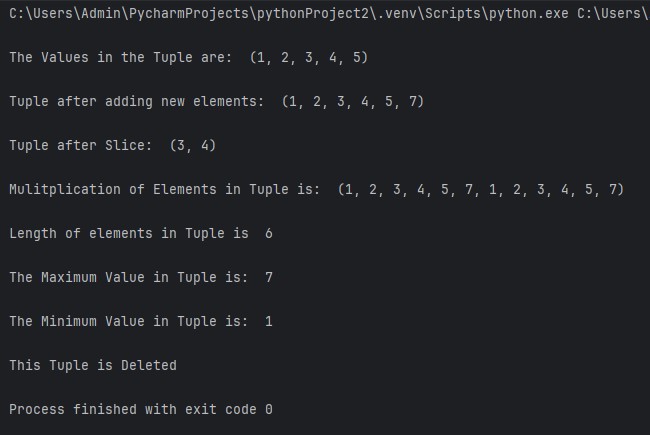 C:\Users\Admin\PycharmProjects\pythonProject2\.venv\Scripts\python.exe C:\Users\
The Values in the Tuple are:  (1, 2, 3, 4, 5)
Tuple after adding new elements:  (1, 2, 3, 4, 5, 7)
Tuple after Slice:  (3, 4)
Mulitplication of Elements in Tuple is:  (1, 2, 3, 4, 5, 7, 1, 2, 3, 4, 5, 7)
Length of elements in Tuple is  6
The Maximum Value in Tuple is:  7
The Minimum Value in Tuple is:  1
This Tuple is Deleted
Process finished with exit code 0